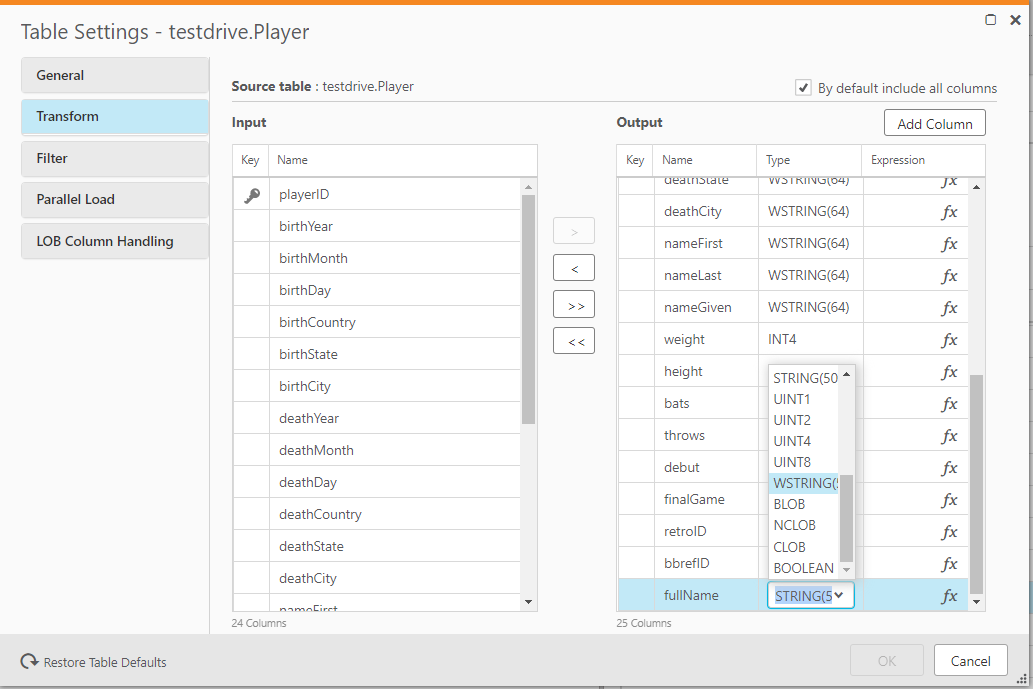 Table Settings - testdrive.Player
General
Transform
Filter
Parallel Load
LOB Column Handling
Source table : testdrive.Player
By default include all columns
Input
Output
Add Column
Key Name
playerID
birthYear
birthMonth
birthDay
birthCountry
birthState
birthCity
deathYear
deathMonth
deathDay
deathCountry
deathState
deathCity
nameFirst
24 Columns
>
<
>>
<<
Key Name Type Expression
deathState WSTRING(64) fx
deathCity WSTRING(64) fx
nameFirst WSTRING(64) fx
nameLast WSTRING(64) fx
nameGiven WSTRING(64) fx
weight INT4 fx
height fx
bats fx
throws fx
debut fx
finalGame fx
retroID fx
bbrefID fx
fullName STRING(5 fx
STRING(50
UINT1
UINT2
UINT4
UINT8
WSTRING(5
BLOB
NCLOB
CLOB
BOOLEAN
25 Columns
Restore Table Defaults
OK
Cancel